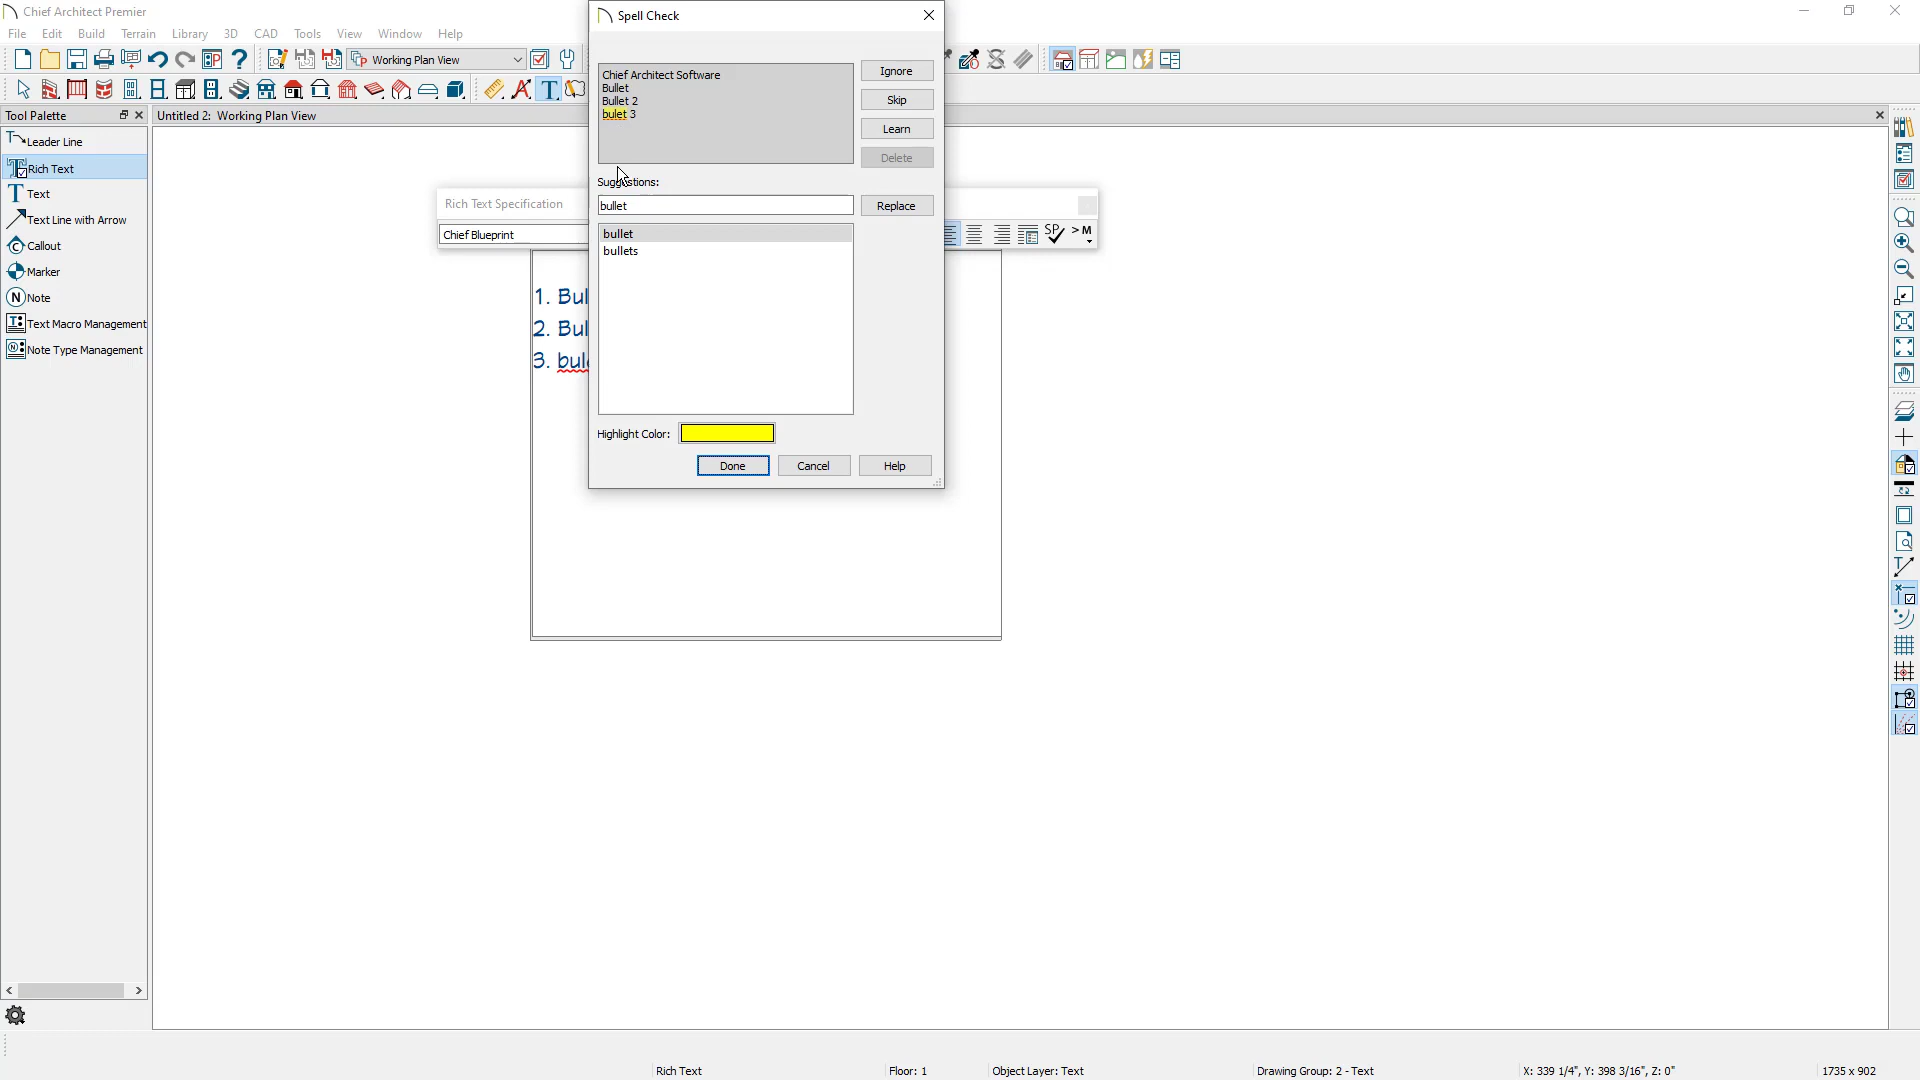 Chief Architect Premier
File Edit Build Terrain Library 3D CAD Tools View Window Help
Working Plan View
Tool Palette
Untitled 2: Working Plan View
Leader Line
Rich Text
Text
Text Line with Arrow
Callout
Marker
Note
Text Macro Management
Note Type Management
Rich Text Specification
Chief Blueprint
SP > M
1. Bul
2. Bul
3. bule
Spell Check
Chief Architect Software
Bullet
Bullet 2
bulet 3
Ignore
Skip
Learn
Delete
Suggestions:
bullet
Replace
bullet
bullets
Highlight Color:
Done Cancel Help
Rich Text Floor: 1 Object Layer: Text Drawing Group: 2 - Text X: 339 1/4", Y: 398 3/16", Z: 0" 1735 x 902